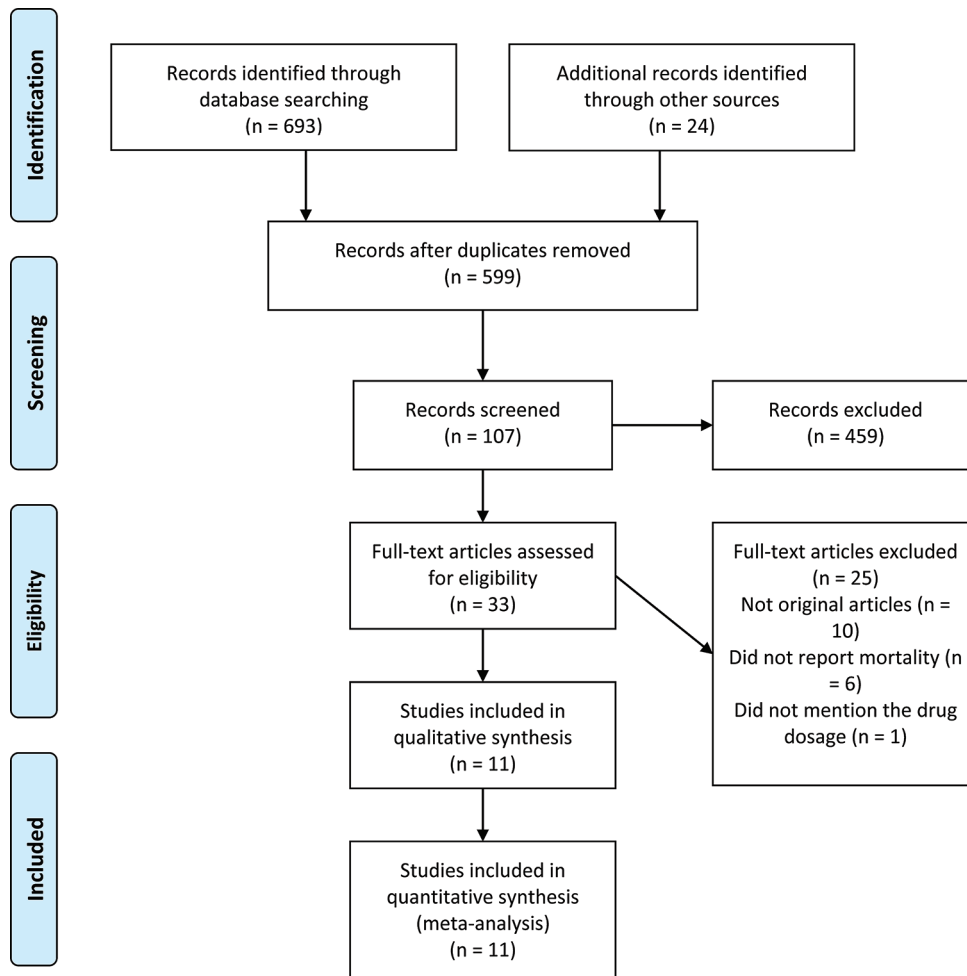 Identification
Records identified through
database searching
(n = 693)
Additional records identified
through other sources
(n = 24)
Records after duplicates removed
(n = 599)
Screening
Records screened
(n = 107)
Records excluded
(n = 459)
Eligibility
Full-text articles assessed
for eligibility
(n = 33)
Full-text articles excluded
(n = 25)
Not original articles (n =
10)
Did not report mortality (n
= 6)
Did not mention the drug
dosage (n = 1)
Studies included in
qualitative synthesis
(n = 11)
Included
Studies included in
quantitative synthesis
(meta-analysis)
(n = 11)